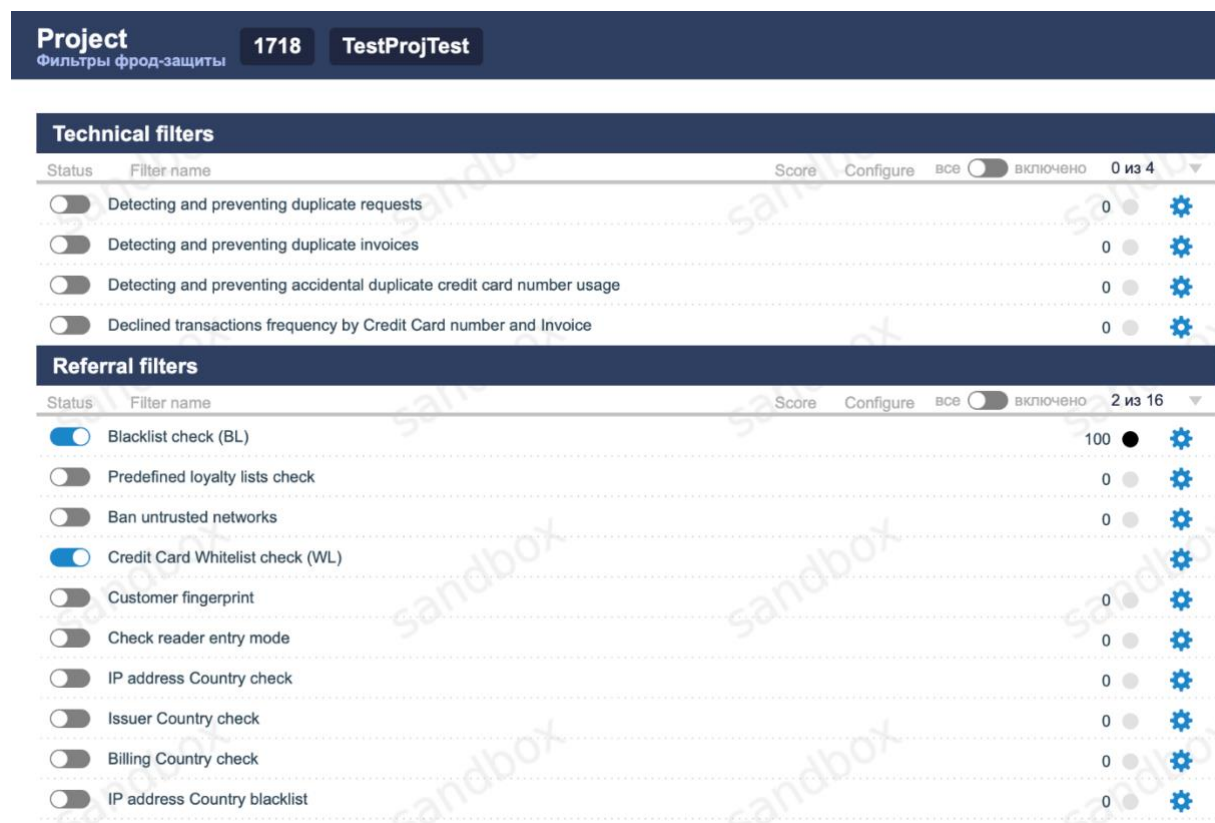 Project 1718 TestProjTest
Фильтры фрод-защиты
Technical filters
Status Filter name Score Configure все включено 0 из 4
Detecting and preventing duplicate requests 0
Detecting and preventing duplicate invoices 0
Detecting and preventing accidental duplicate credit card number usage 0
Declined transactions frequency by Credit Card number and Invoice 0
Referral filters
Status Filter name Score Configure все включено 2 из 16
Blacklist check (BL) 100
Predefined loyalty lists check 0
Ban untrusted networks 0
Credit Card Whitelist check (WL)
Customer fingerprint 0
Check reader entry mode 0
IP address Country check 0
Issuer Country check 0
Billing Country check 0
IP address Country blacklist 0
sandbox